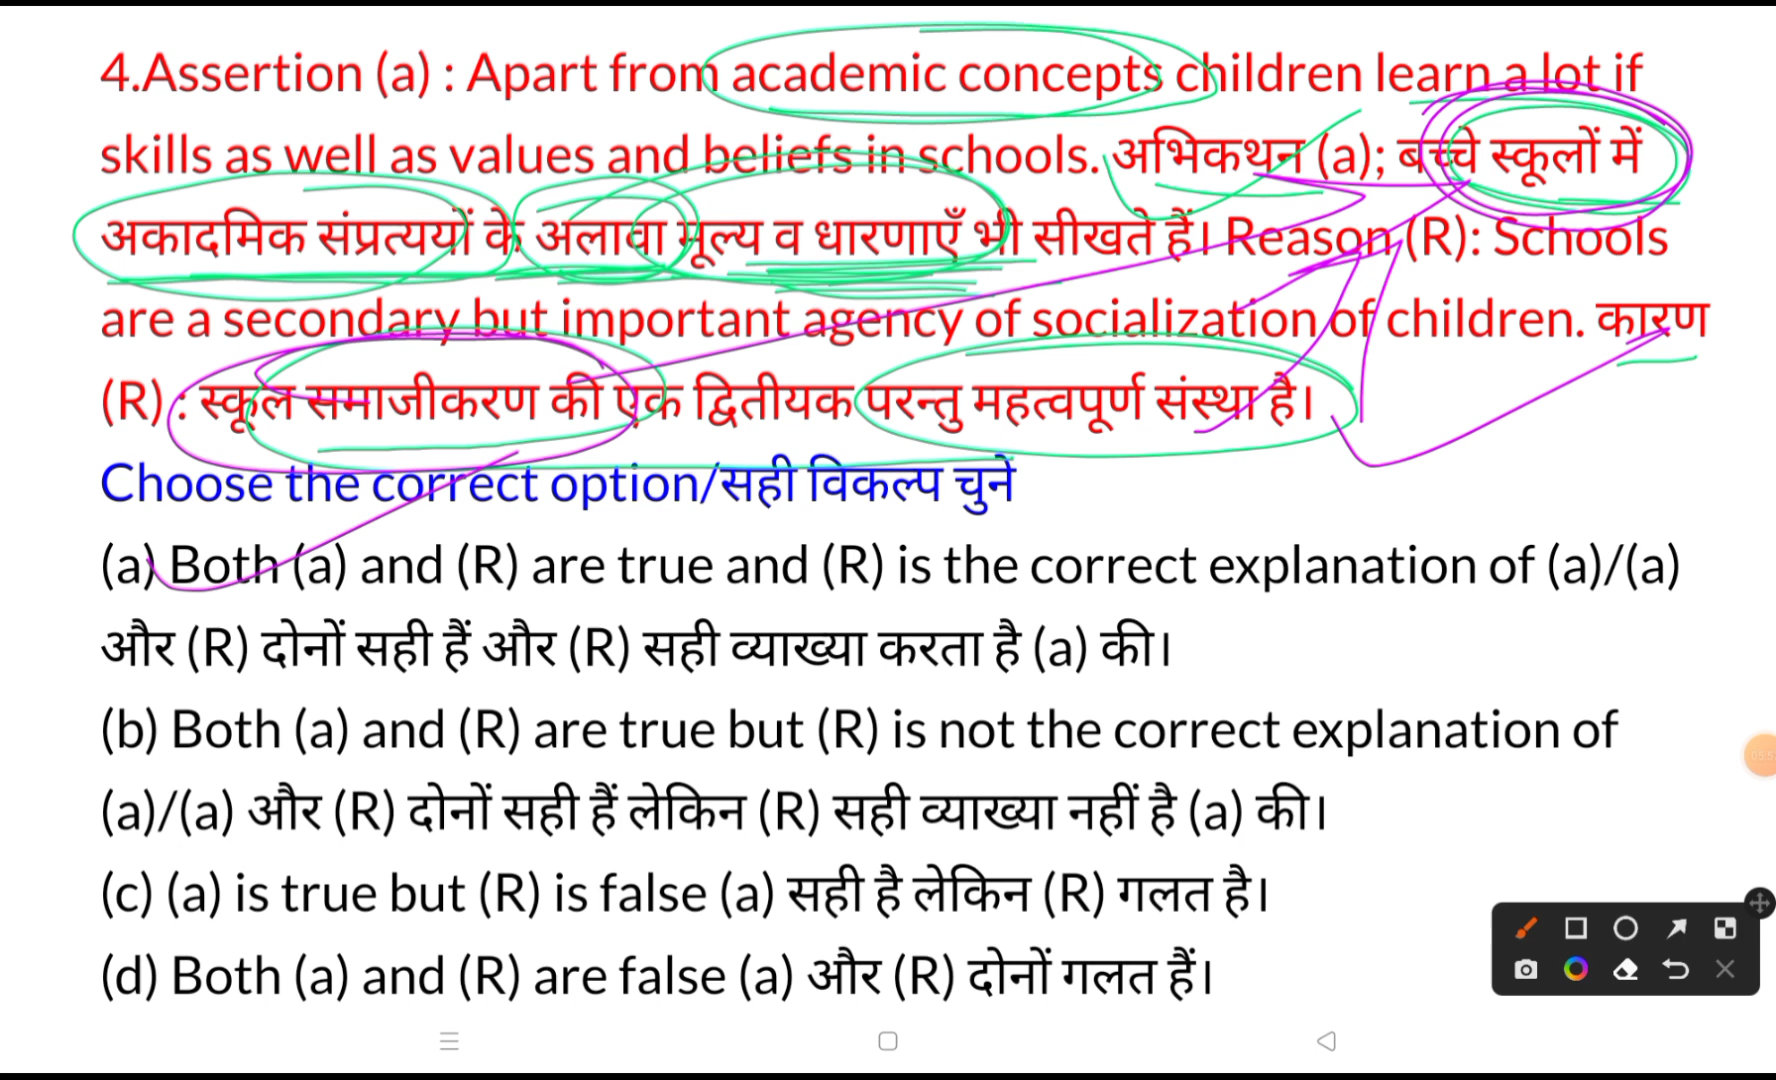 4.Assertion (a) : Apart from academic concepts children learn a lot if
skills as well as values and beliefs in schools. अभिकथन (a); बच्चे स्कूलों में
अकादमिक संप्रत्ययों के अलावा मूल्य व धारणाएँ भी सीखते हैं। Reason (R): Schools
are a secondary but important agency of socialization of children. कारण
(R) : स्कूल समाजीकरण की एक द्वितीयक परन्तु महत्वपूर्ण संस्था है।
Choose the correct option/सही विकल्प चुने
(a) Both (a) and (R) are true and (R) is the correct explanation of (a)/(a)
और (R) दोनों सही हैं और (R) सही व्याख्या करता है (a) की।
(b) Both (a) and (R) are true but (R) is not the correct explanation of
(a)/(a) और (R) दोनों सही हैं लेकिन (R) सही व्याख्या नहीं है (a) की।
(c) (a) is true but (R) is false (a) सही है लेकिन (R) गलत है।
(d) Both (a) and (R) are false (a) और (R) दोनों गलत हैं।